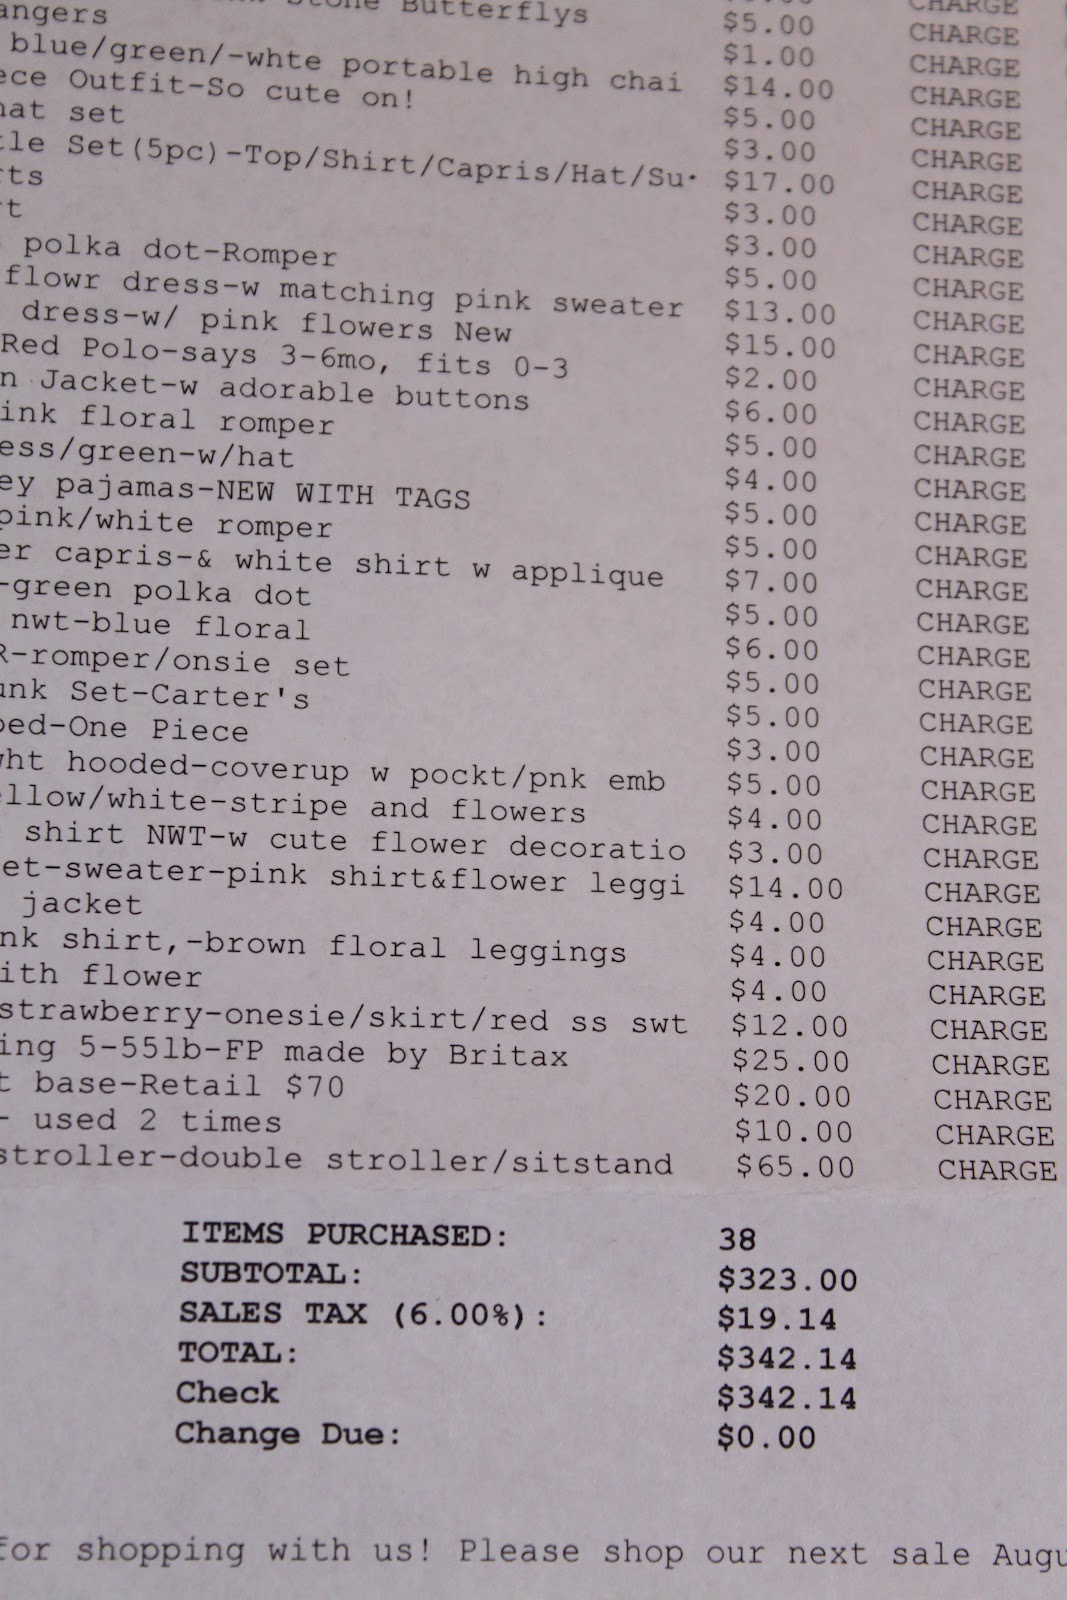 Stone Butterflys $5.00 CHARGE
angers $1.00 CHARGE
blue/green/-whte portable high chai $14.00 CHARGE
ece Outfit-So cute on! $5.00 CHARGE
hat set $3.00 CHARGE
tle Set(5pc)-Top/Shirt/Capris/Hat/Su $17.00 CHARGE
rts $3.00 CHARGE
rt $3.00 CHARGE
polka dot-Romper $5.00 CHARGE
flowr dress-w matching pink sweater $13.00 CHARGE
dress-w/ pink flowers New $15.00 CHARGE
Red Polo-says 3-6mo, fits 0-3 $2.00 CHARGE
n Jacket-w adorable buttons $6.00 CHARGE
ink floral romper $5.00 CHARGE
ess/green-w/hat $4.00 CHARGE
ey pajamas-NEW WITH TAGS $5.00 CHARGE
pink/white romper $5.00 CHARGE
er capris-& white shirt w applique $7.00 CHARGE
-green polka dot $5.00 CHARGE
nwt-blue floral $6.00 CHARGE
R-romper/onsie set $5.00 CHARGE
unk Set-Carter's $5.00 CHARGE
ped-One Piece $3.00 CHARGE
wht hooded-coverup w pockt/pnk emb $5.00 CHARGE
ellow/white-stripe and flowers $4.00 CHARGE
shirt NWT-w cute flower decoratio $3.00 CHARGE
et-sweater-pink shirt&flower leggi $14.00 CHARGE
jacket $4.00 CHARGE
nk shirt,-brown floral leggings $4.00 CHARGE
ith flower $4.00 CHARGE
strawberry-onesie/skirt/red ss swt $12.00 CHARGE
ing 5-55lb-FP made by Britax $25.00 CHARGE
t base-Retail $70 $20.00 CHARGE
- used 2 times $10.00 CHARGE
stroller-double stroller/sitstand $65.00 CHARGE
ITEMS PURCHASED: 38
SUBTOTAL: $323.00
SALES TAX (6.00%): $19.14
TOTAL: $342.14
Check $342.14
Change Due: $0.00
for shopping with us! Please shop our next sale Augu